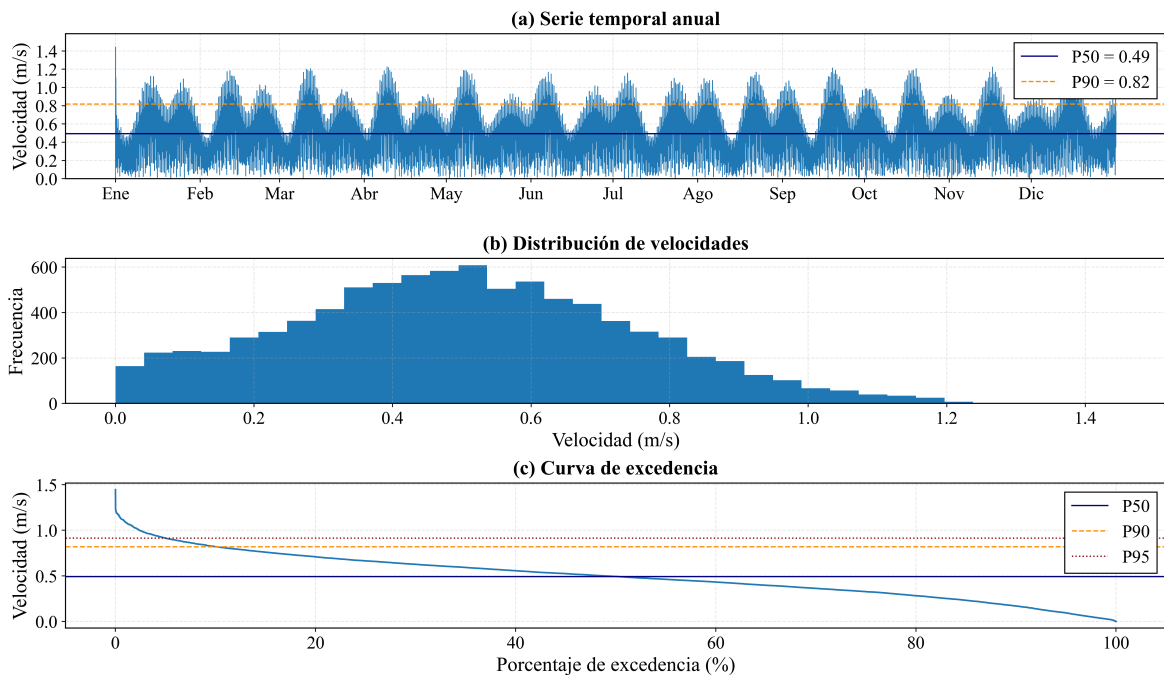 (a) Serie temporal anual
Velocidad (m/s)
1.4
1.2
1.0
0.8
0.6
0.4
0.2
0.0
P50 = 0.49
P90 = 0.82
Ene Feb Mar Abr May Jun Jul Ago Sep Oct Nov Dic
(b) Distribución de velocidades
Frecuencia
600
400
200
0
0.0 0.2 0.4 0.6 0.8 1.0 1.2 1.4
Velocidad (m/s)
(c) Curva de excedencia
Velocidad (m/s)
1.5
1.0
0.5
0.0
P50
P90
P95
0 20 40 60 80 100
Porcentaje de excedencia (%)